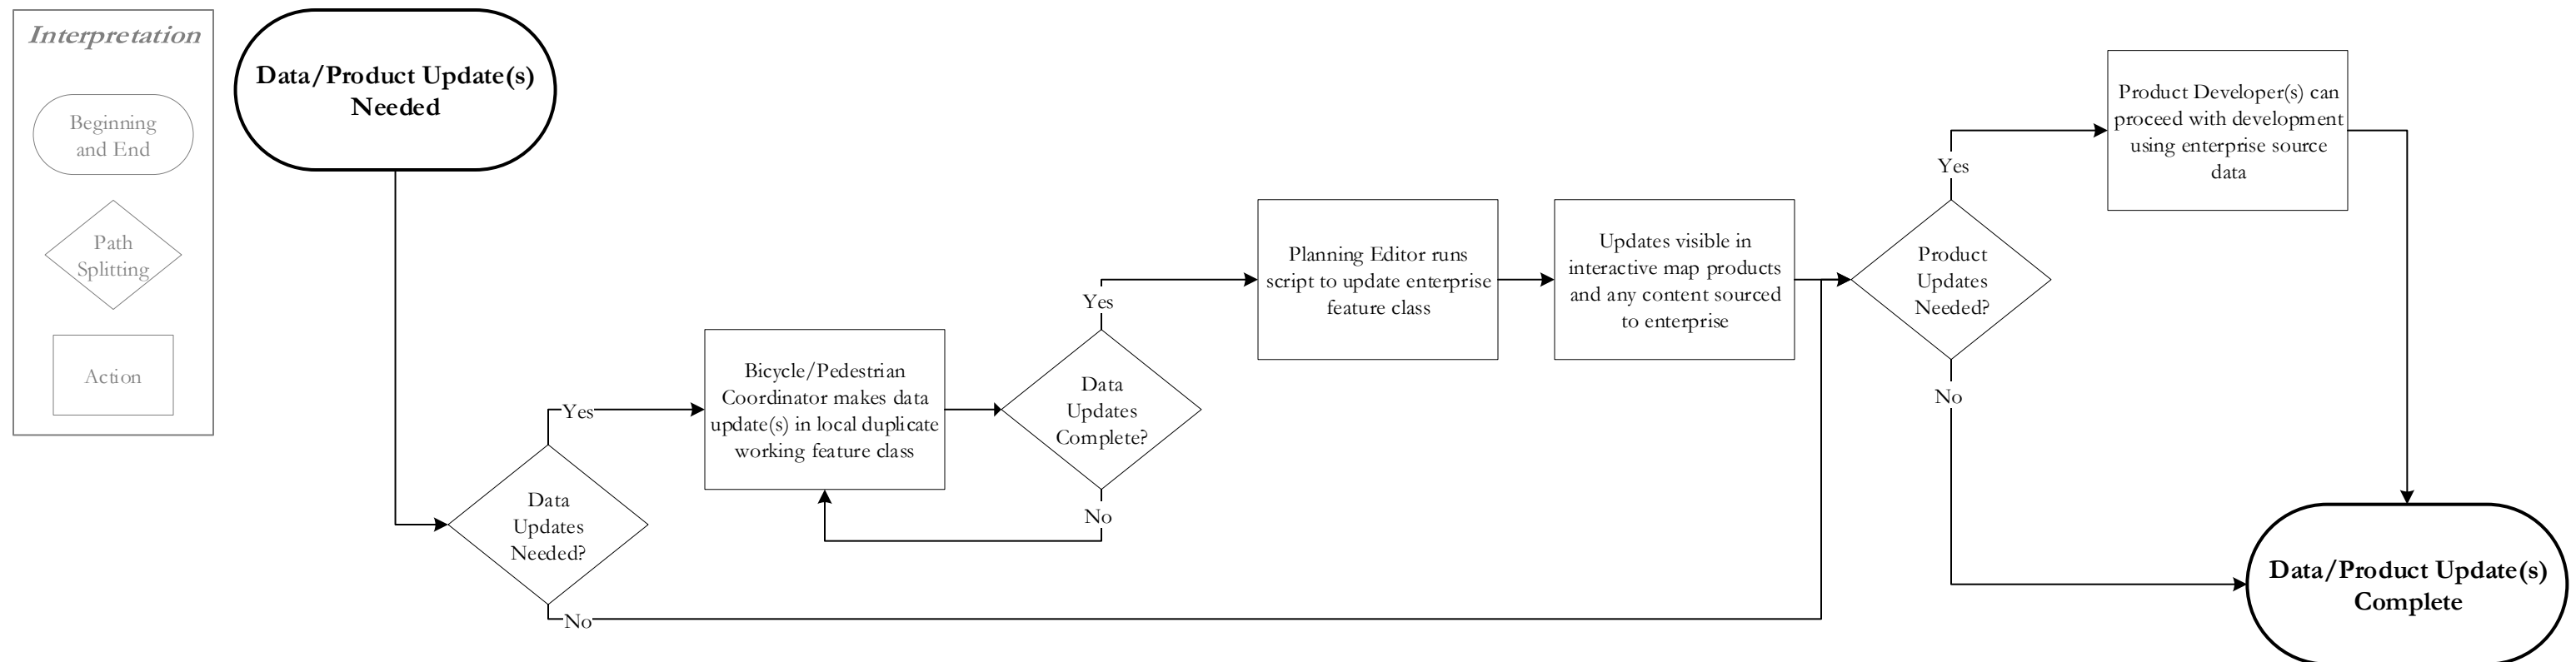 Interpretation
Beginning
and End
Path
Splitting
Action
Data/Product Update(s)
Needed
Data
Updates
Needed?
Yes
No
Bicycle/Pedestrian
Coordinator makes data
update(s) in local duplicate
working feature class
Data
Updates
Complete?
Yes
No
Planning Editor runs
script to update enterprise
feature class
Updates visible in
interactive map products
and any content sourced
to enterprise
Product
Updates
Needed?
Yes
No
Product Developer(s) can
proceed with development
using enterprise source
data
Data/Product Update(s)
Complete